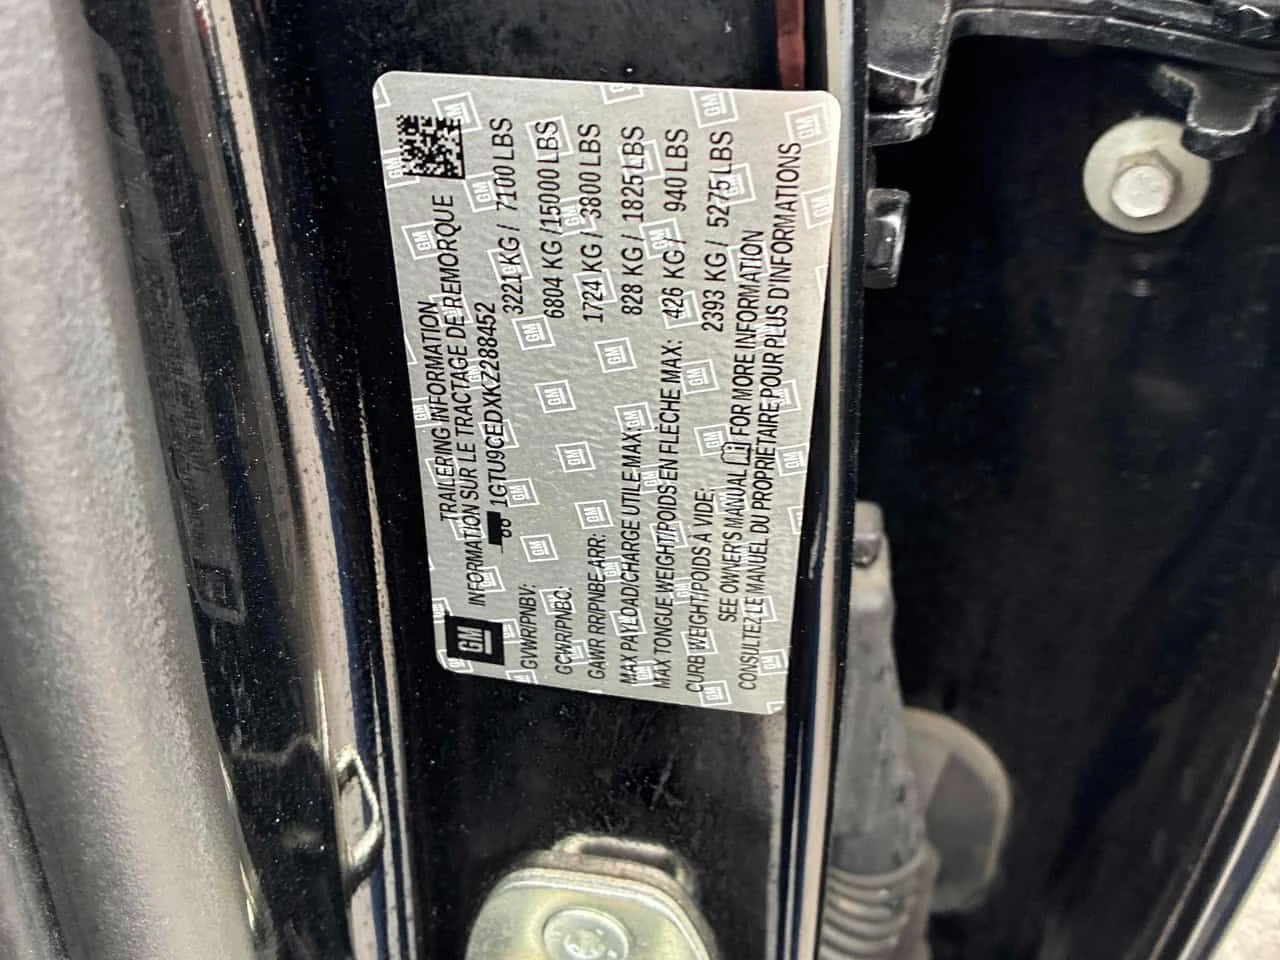 TRAILERING INFORMATION
INFORMATION SUR LE TRACTAGE DE REMORQUE
1GTU9CEDXKZ288452
GM
GVWR/PNBV: 3221 KG / 7100 LBS
GCWR/PNBC: 6804 KG /15000 LBS
GAWR RR/PNBE ARR: 1724 KG / 3800 LBS
MAX PAYLOAD/CHARGE UTILE MAX: 828 KG / 1825 LBS
MAX TONGUE WEIGHT/POIDS EN FLÈCHE MAX: 426 KG / 940 LBS
CURB WEIGHT/POIDS À VIDE: 2393 KG / 5275 LBS
SEE OWNER'S MANUAL FOR MORE INFORMATION
CONSULTEZ LE MANUEL DU PROPRIETAIRE POUR PLUS D'INFORMATIONS